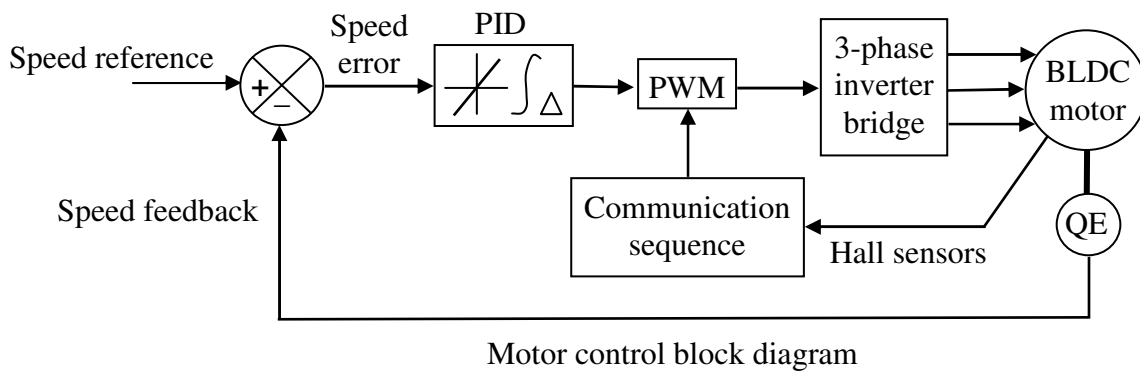 Speed reference
+
−
Speed
error
PID
∫ Δ
PWM
3-phase
inverter
bridge
BLDC
motor
Speed feedback
Communication
sequence
Hall sensors
QE
Motor control block diagram